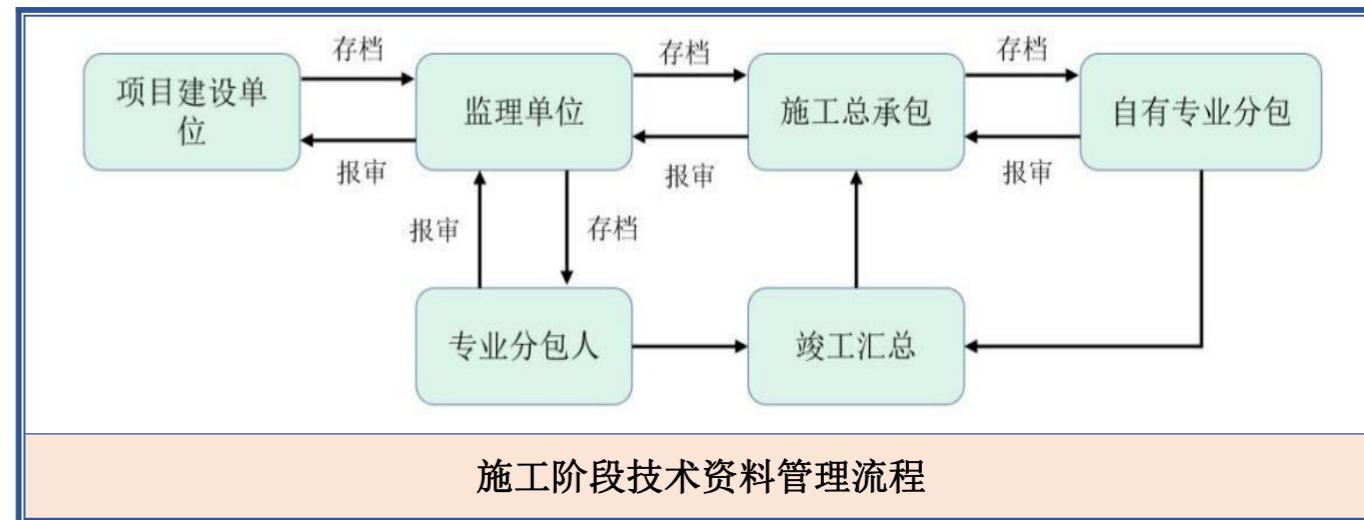 存档
存档
存档
项目建设单
位
监理单位
施工总承包
自有专业分包
报审
报审
报审
报审
存档
专业分包人
竣工汇总
施工阶段技术资料管理流程